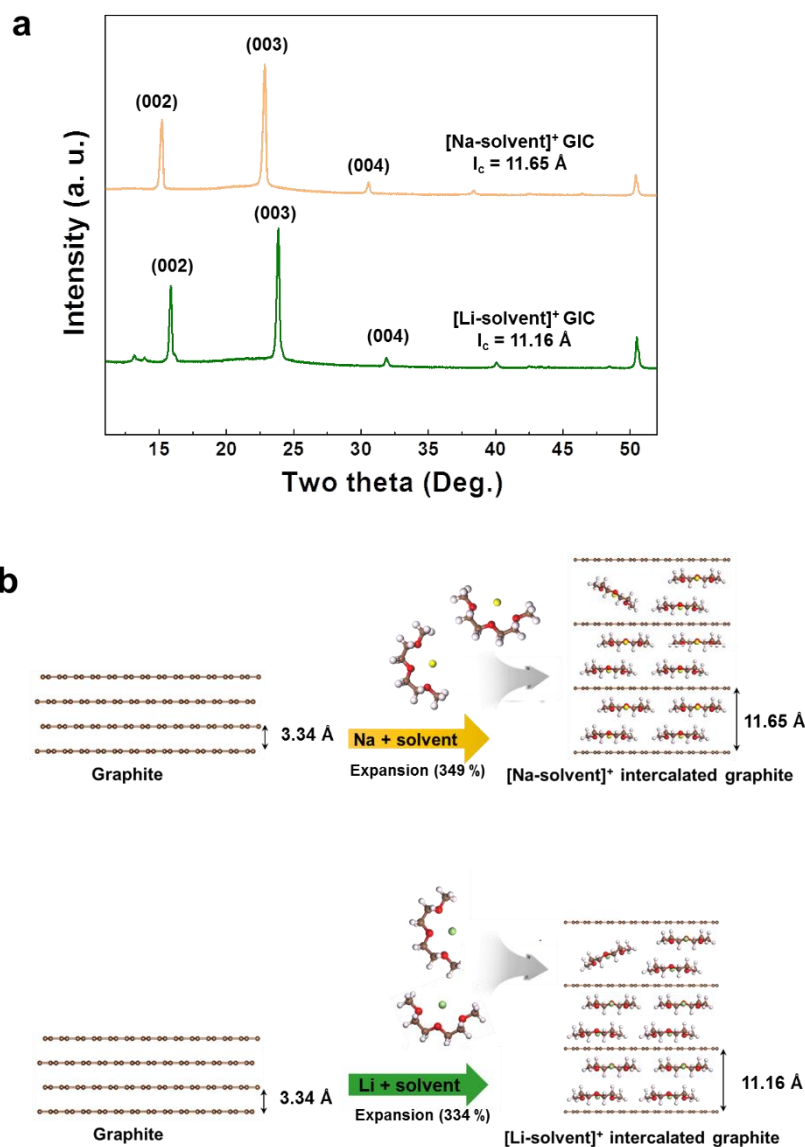 a
(003)
(002)
[Na-solvent]⁺ GIC
I꜀ = 11.65 Å
(004)
(003)
(002)
[Li-solvent]⁺ GIC
I꜀ = 11.16 Å
(004)
Intensity (a. u.)
15 20 25 30 35 40 45 50
Two theta (Deg.)
b
3.34 Å
Graphite
Na + solvent
Expansion (349 %)
11.65 Å
[Na-solvent]⁺ intercalated graphite
3.34 Å
Graphite
Li + solvent
Expansion (334 %)
11.16 Å
[Li-solvent]⁺ intercalated graphite